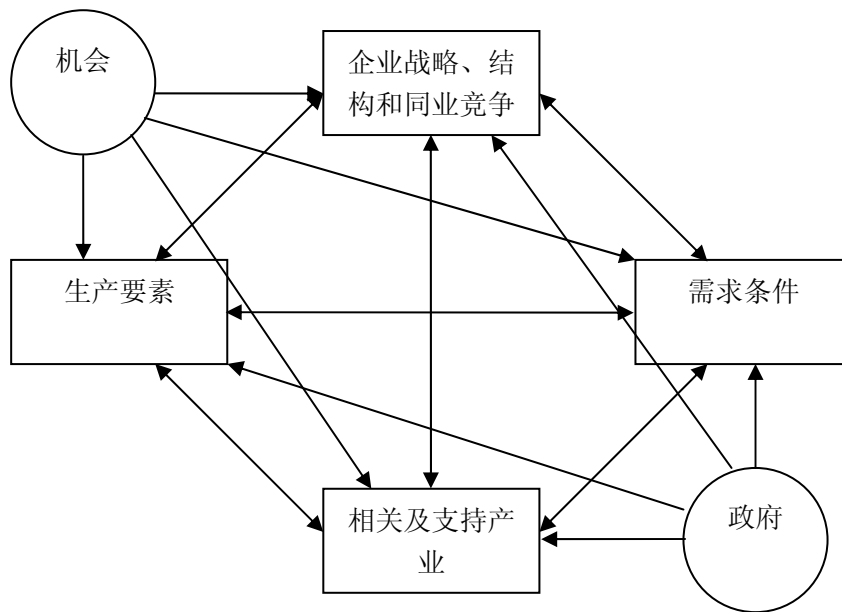 机会
企业战略、结
构和同业竞争
生产要素
需求条件
相关及支持产
业
政府